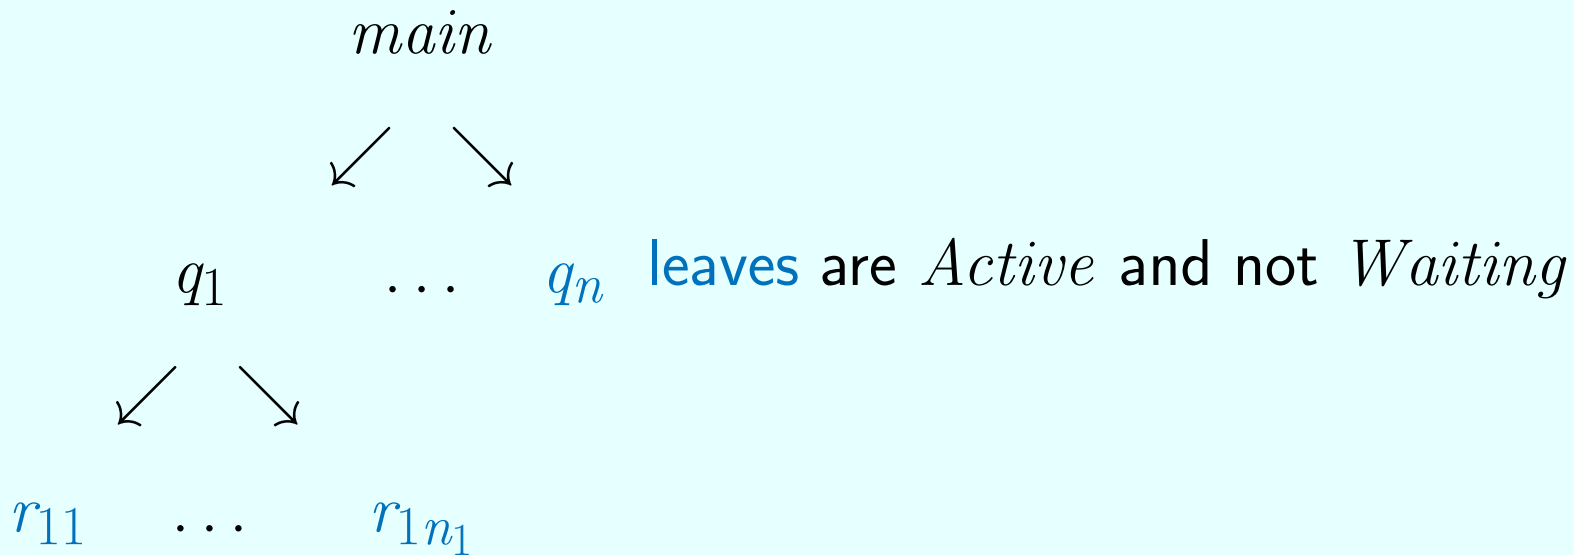 main
q₁ … qₙ leaves are Active and not Waiting
r₁₁ … r₁ₙ₁